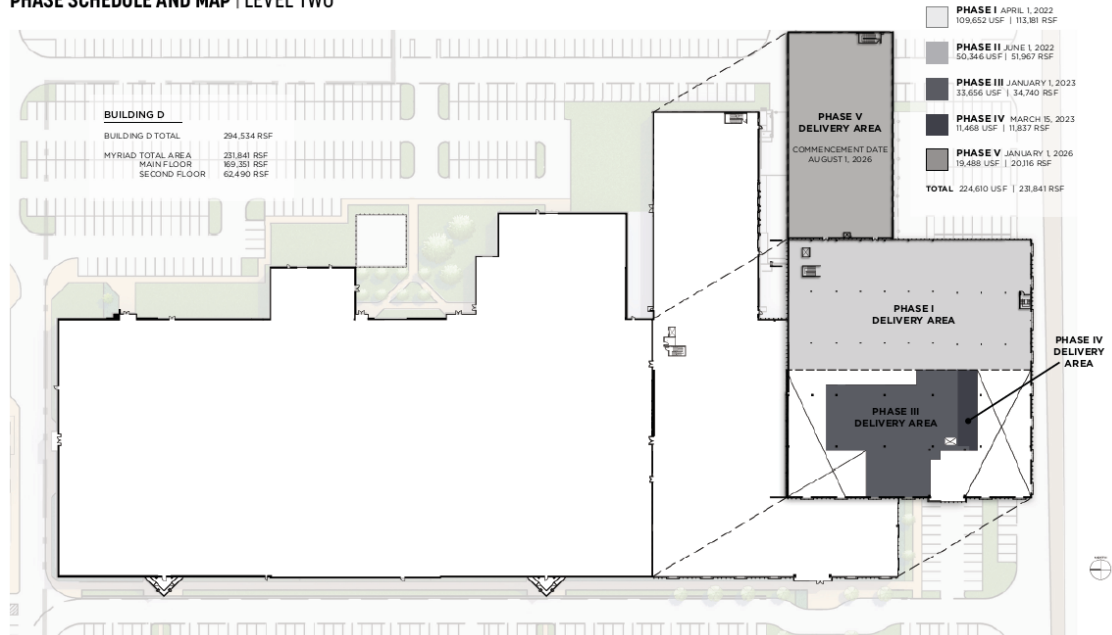 PHASE SCHEDULE AND MAP | LEVEL TWO
PHASE I APRIL 1, 2022
109,652 USF | 113,181 RSF
PHASE II JUNE 1, 2022
50,346 USF | 51,967 RSF
PHASE III JANUARY 1, 2023
33,656 USF | 34,740 RSF
PHASE IV MARCH 15, 2023
11,468 USF | 11,837 RSF
PHASE V JANUARY 1, 2026
19,488 USF | 20,116 RSF
TOTAL 224,610 USF | 231,841 RSF
BUILDING D
BUILDING D TOTAL 294,534 RSF
MYRIAD TOTAL AREA 231,841 RSF
MAIN FLOOR 169,351 RSF
SECOND FLOOR 62,490 RSF
PHASE V
DELIVERY AREA
COMMENCEMENT DATE
AUGUST 1, 2026
PHASE I
DELIVERY AREA
PHASE IV
DELIVERY
AREA
PHASE III
DELIVERY AREA